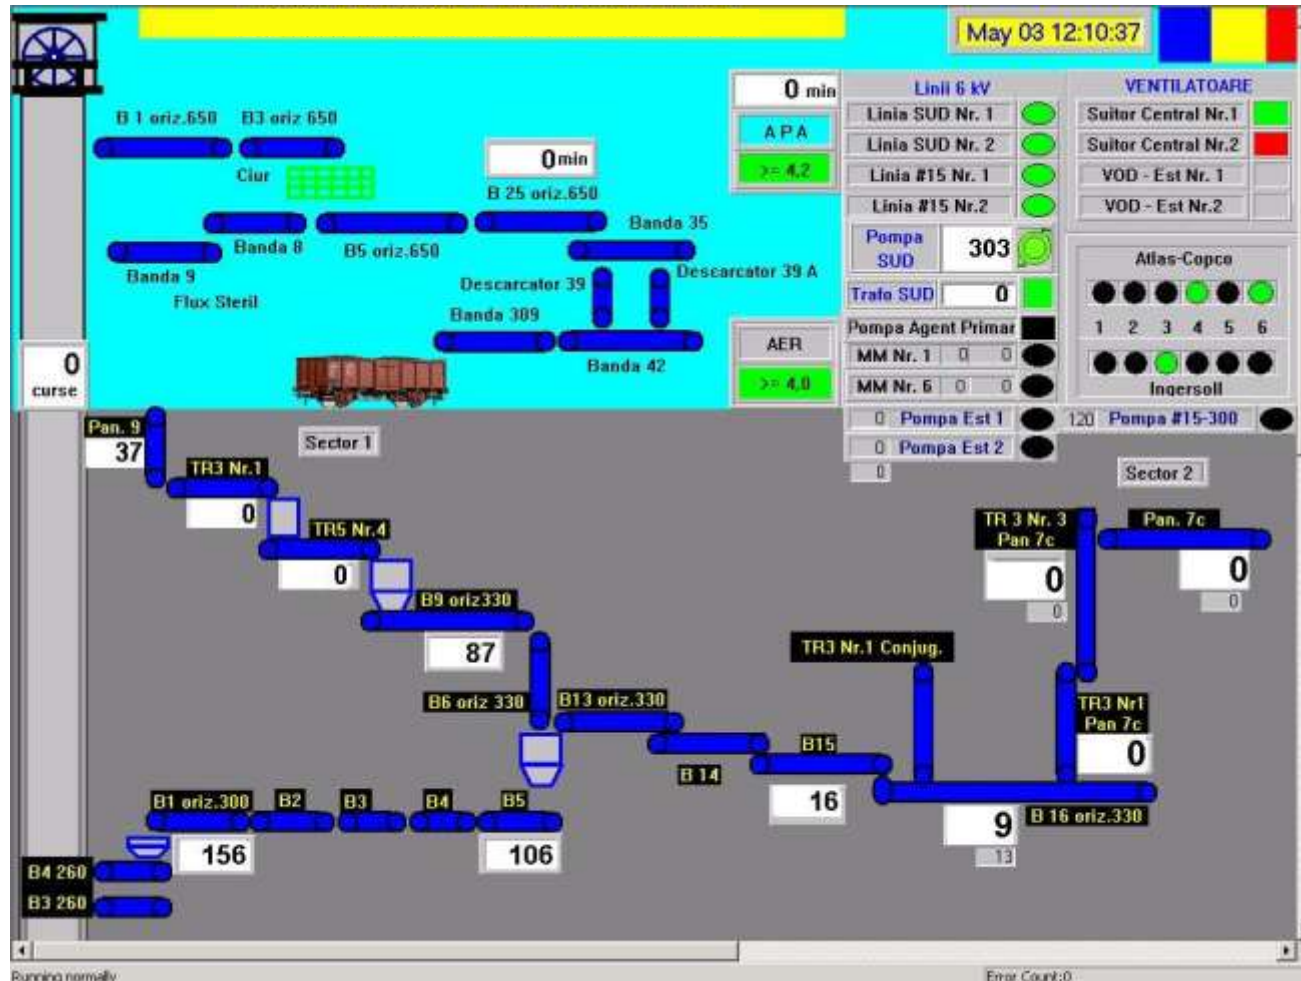 May 03 12:10:37
B 1 oriz.650
B3 oriz 650
Ciur
0min
B 25 oriz.650
Banda 35
Banda 8
B5 oriz.650
Banda 9
Flux Steril
Descarcator 39
Descarcator 39 A
Banda 389
Banda 42
0 min
A P A
>= 4,2
AER
>= 4,0
Linii 6 kV
Linia SUD Nr. 1
Linia SUD Nr. 2
Linia #15 Nr. 1
Linia #15 Nr.2
Pompa
SUD
303
Trafo SUD
0
Pompa Agent Primar
MM Nr. 1 0 0
MM Nr. 6 0 0
0 Pompa Est 1
0 Pompa Est 2
0
VENTILATOARE
Suitor Central Nr.1
Suitor Central Nr.2
VOD - Est Nr. 1
VOD - Est Nr.2
Atlas-Copco
1 2 3 4 5 6
Ingersoll
120 Pompa #15-300
0
curse
Sector 1
Sector 2
Pan. 9
37
TR3 Nr.1
0
TR5 Nr.4
0
B9 oriz330
87
B6 oriz 330
B13 oriz.330
B 14
B15
16
TR3 Nr.1 Conjug.
TR 3 Nr. 3
Pan 7c
0
0
Pan. 7c
0
0
TR3 Nr1
Pan 7c
0
B 16 oriz.330
9
13
B1 oriz.300
B2
B3
B4
B5
156
106
B4 260
B3 260
Running normally
Error Count:0